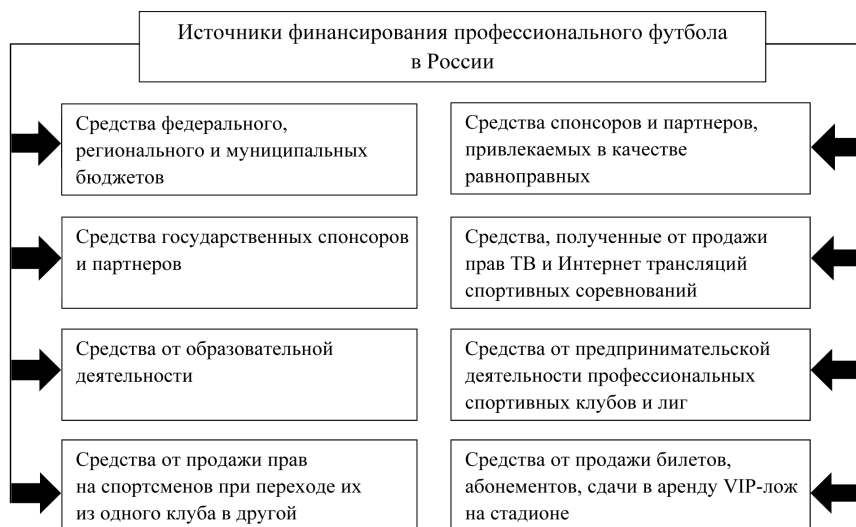 Источники финансирования профессионального футбола
в России
Средства федерального,
регионального и муниципальных
бюджетов
Средства спонсоров и партнеров,
привлекаемых в качестве
равноправных
Средства государственных спонсоров
и партнеров
Средства, полученные от продажи
прав ТВ и Интернет трансляций
спортивных соревнований
Средства от образовательной
деятельности
Средства от предпринимательской
деятельности профессиональных
спортивных клубов и лиг
Средства от продажи прав
на спортсменов при переходе их
из одного клуба в другой
Средства от продажи билетов,
абонементов, сдачи в аренду VIP-лож
на стадионе